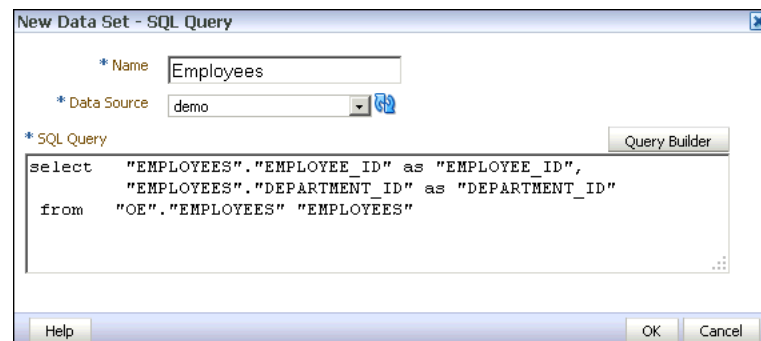 New Data Set - SQL Query
* Name Employees
* Data Source demo
* SQL Query Query Builder
select "EMPLOYEES"."EMPLOYEE_ID" as "EMPLOYEE_ID",
"EMPLOYEES"."DEPARTMENT_ID" as "DEPARTMENT_ID"
from "OE"."EMPLOYEES" "EMPLOYEES"
Help OK Cancel